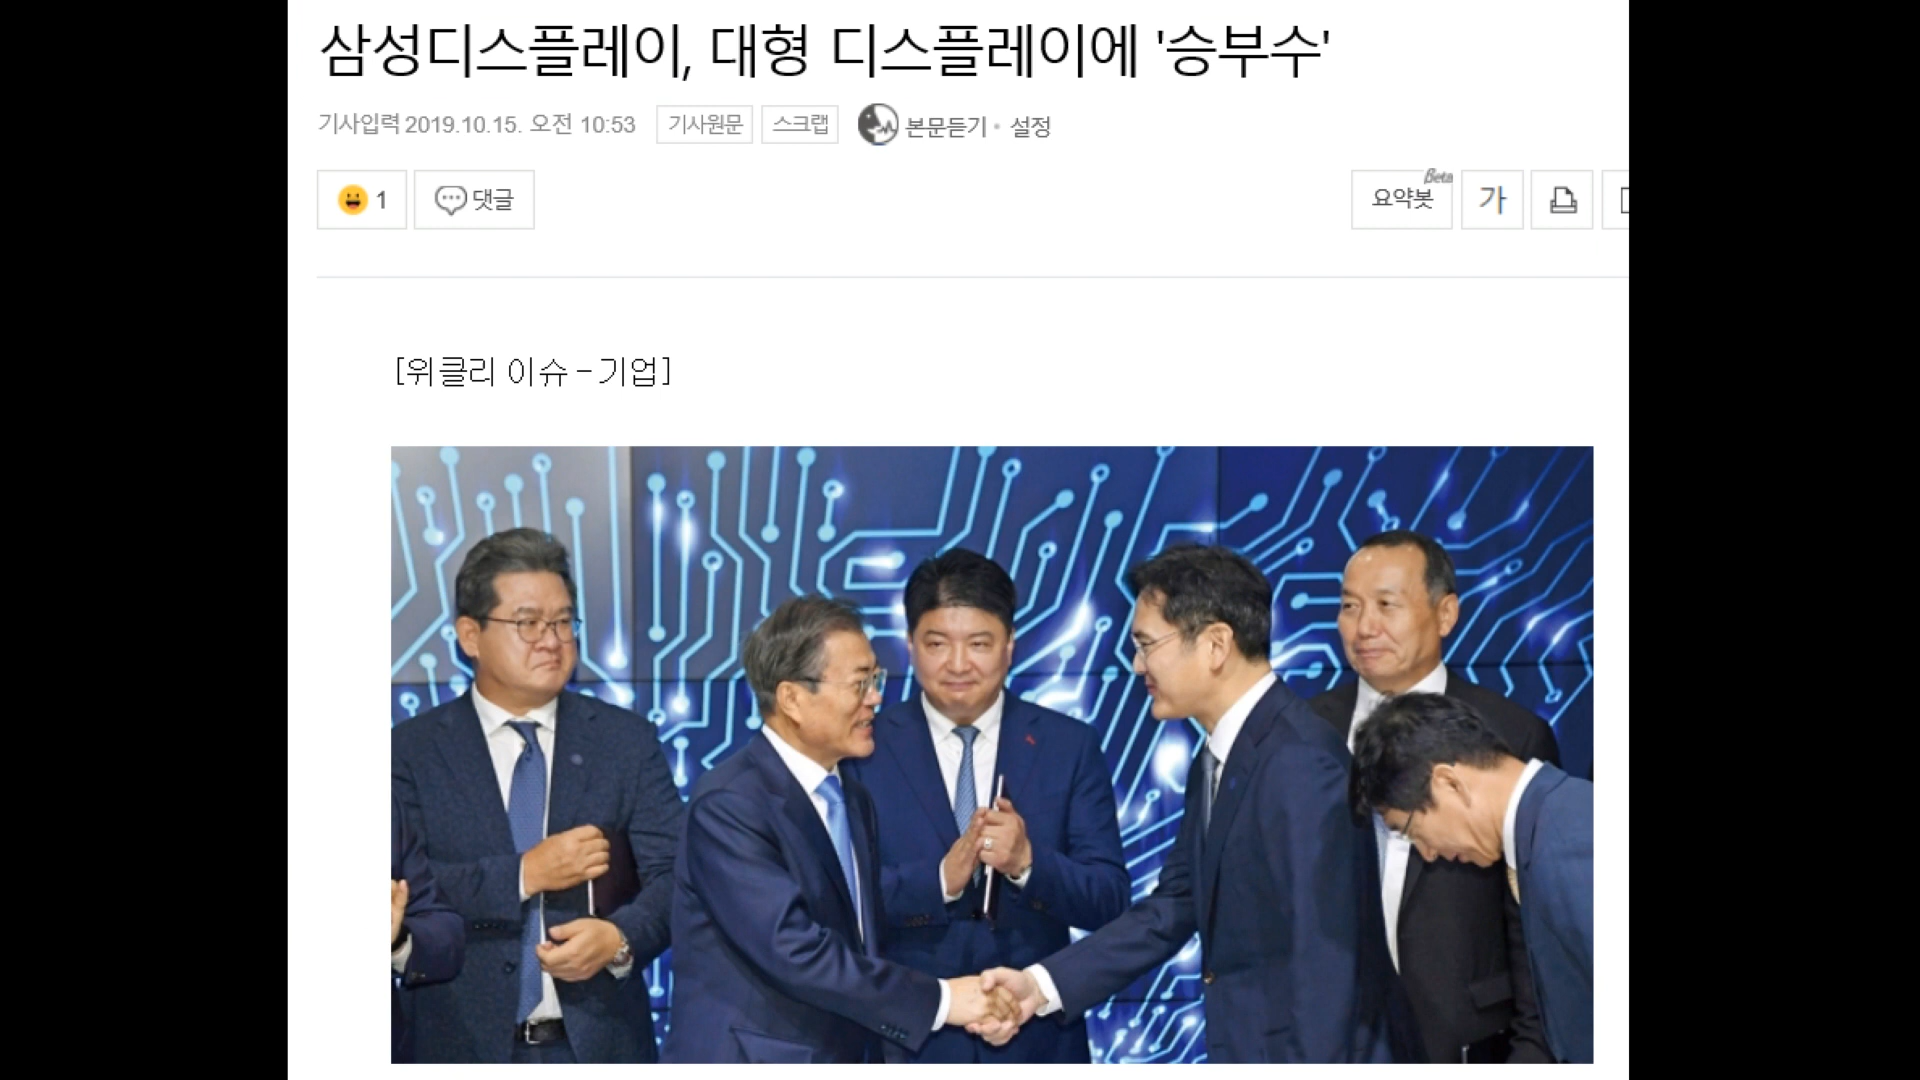 삼성디스플레이, 대형 디스플레이에 '승부수'
기사입력 2019.10.15. 오전 10:53 기사원문 스크랩 본문듣기 · 설정
1 댓글 요약봇 Beta 가
[위클리 이슈-기업]